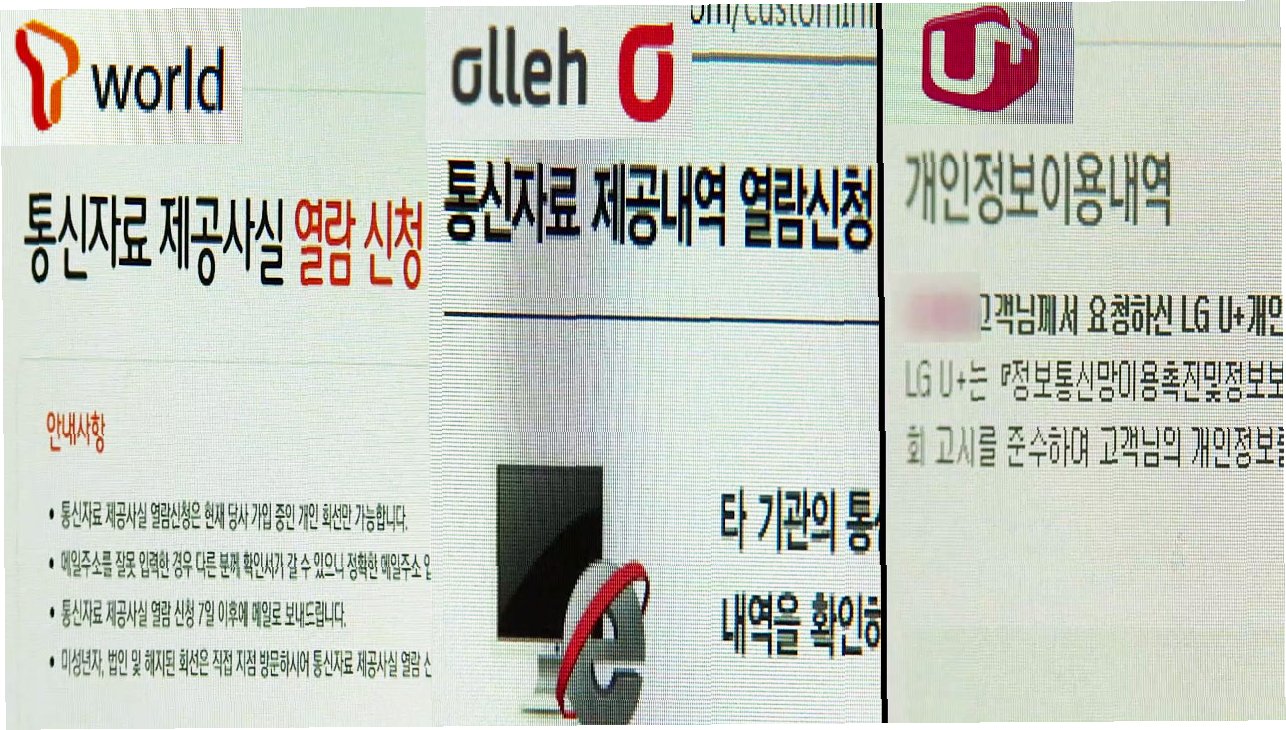 world
통신자료 제공사실 열람 신청
안내사항
• 통신자료 제공사실 열람신청은 현재 당사 가입 중인 개인 회선만 가능합니다.
• 메일주소를 잘못 입력한 경우 다른 분께 확인서가 갈 수 있으니 정확한 메일주소 입
• 통신자료 제공사실 열람 신청 7일 이후에 메일로 보내드립니다.
• 미성년자, 법인 및 해지된 회선은 직접 지점 방문하시어 통신자료 제공사실 열람 신
olleh
통신자료 제공내역 열람신청
타 기관의 통신
내역을 확인하
U+
개인정보이용내역
고객님께서 요청하신 LG U+개인
LG U+는 『정보통신망이용촉진및정보보
회 고시를 준수하며 고객님의 개인정보를